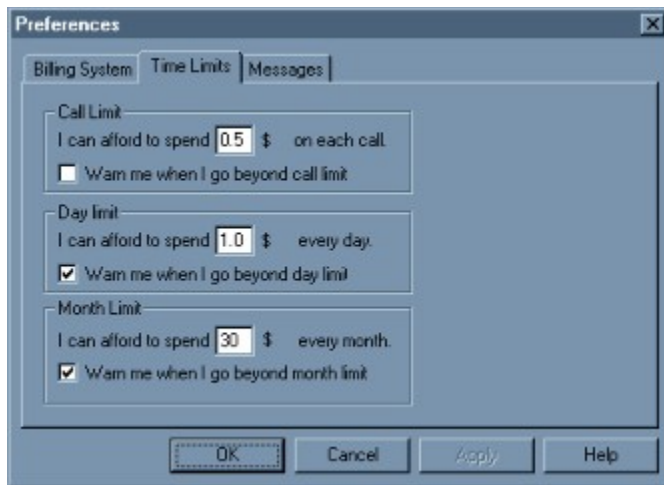 Preferences
Billing System Time Limits Messages
Call Limit
I can afford to spend 0.5 $ on each call.
Warn me when I go beyond call limit
Day limit
I can afford to spend 1.0 $ every day.
Warn me when I go beyond day limit
Month Limit
I can afford to spend 30 $ every month.
Warn me when I go beyond month limit
OK Cancel Apply Help